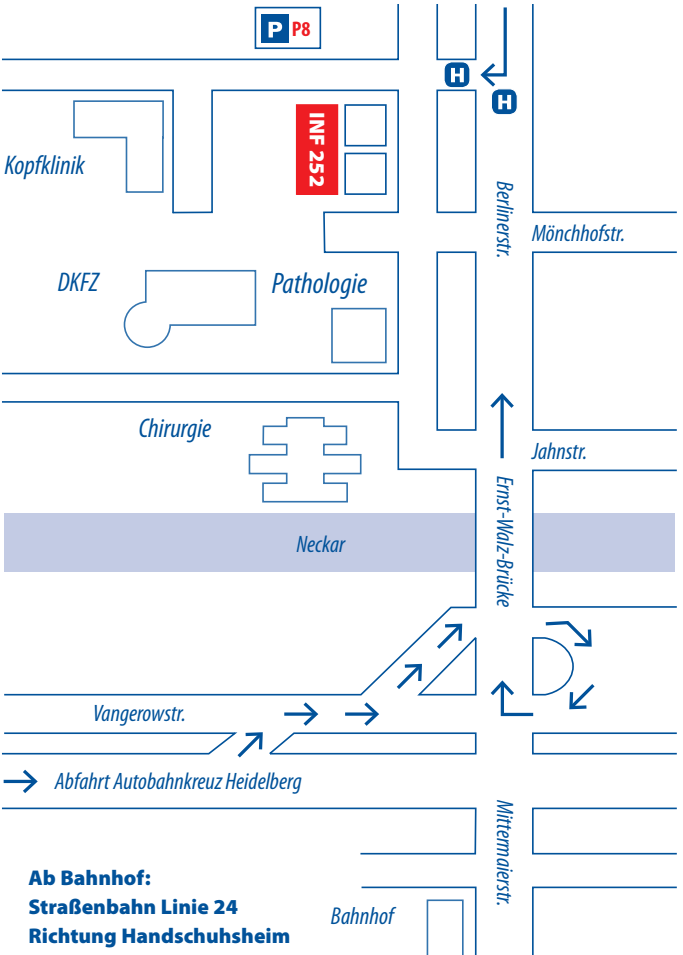 P P8
H
H
INF 252
Kopfklinik
Berlinerstr.
Mönchhofstr.
DKFZ
Pathologie
Chirurgie
Jahnstr.
Ernst-Walz-Brücke
Neckar
Vangerowstr.
Abfahrt Autobahnkreuz Heidelberg
Mittermaierstr.
Ab Bahnhof:
Straßenbahn Linie 24
Richtung Handschuhsheim
Bahnhof